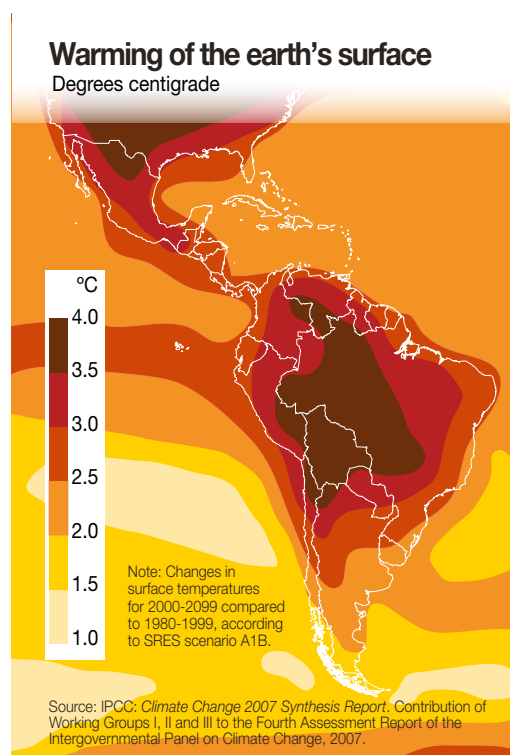 Warming of the earth's surface
Degrees centigrade
ºC
4.0
3.5
3.0
2.5
2.0
1.5
1.0
Note: Changes in
surface temperatures
for 2000-2099 compared
to 1980-1999, according
to SRES scenario A1B.
Source: IPCC: Climate Change 2007 Synthesis Report. Contribution of
Working Groups I, II and III to the Fourth Assessment Report of the
Intergovernmental Panel on Climate Change, 2007.